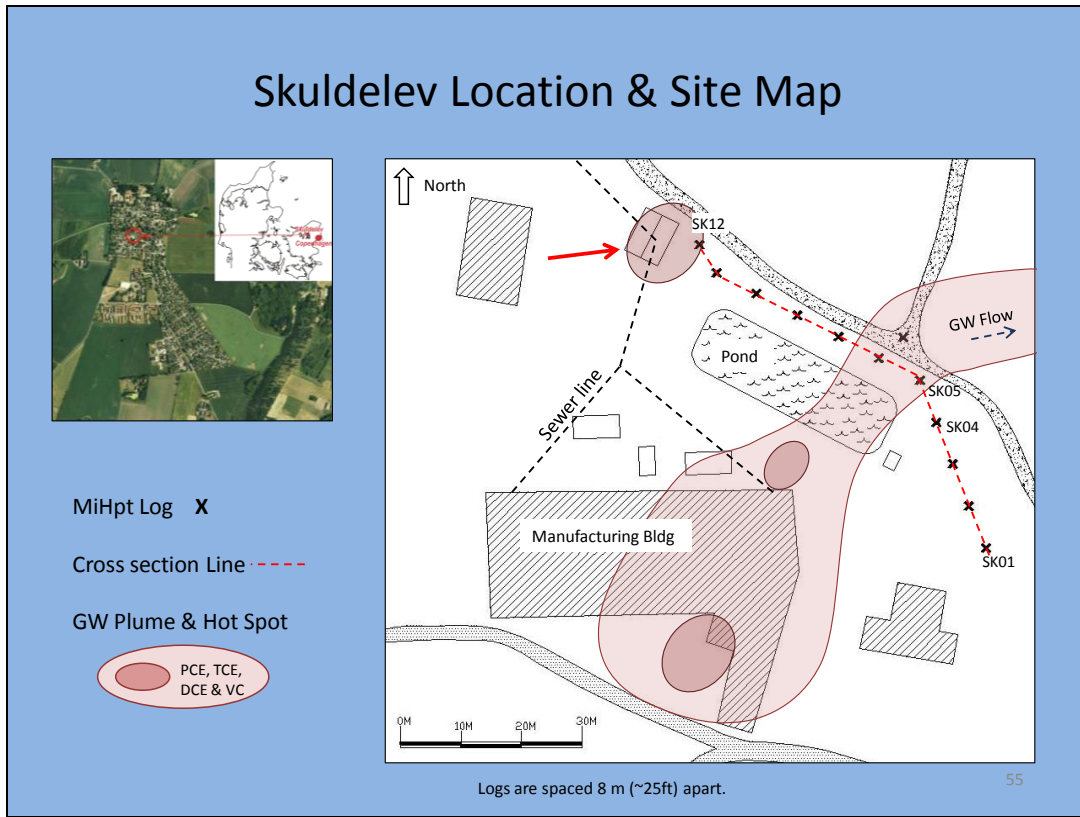 Skuldelev Location & Site Map
Skuldelev
Copenhagen
North
SK12
GW Flow
Pond
SK05
Sewer line
SK04
Manufacturing Bldg
SK01
MiHpt Log X
Cross section Line
GW Plume & Hot Spot
PCE, TCE,
DCE & VC
0M 10M 20M 30M
Logs are spaced 8 m (~25ft) apart.
55